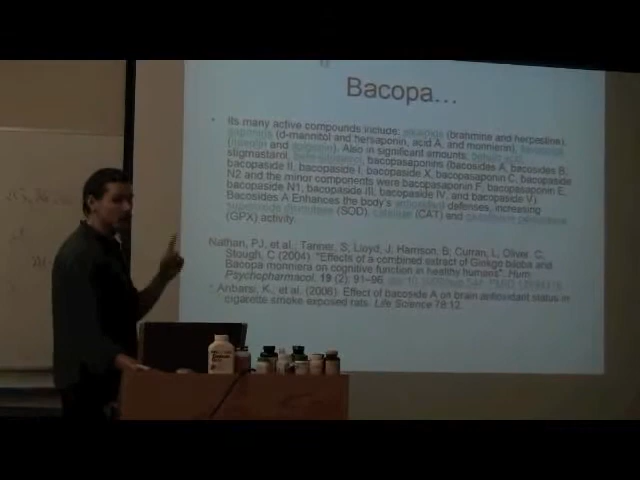 Bacopa…
Its many active compounds include: alkaloids (brahmine and herpestine),
saponins (d-mannitol and hersaponin, acid A, and monnierin),
(luteolin and apigenin). Also in significant amounts: betulic acid,
stigmastarol, bacopasaponins (bacosides A, bacosides B,
bacopaside II, bacopaside I, bacopaside X, bacopasaponin C, bacopaside
N2 and the minor components were bacopasaponin F, bacopasaponin E,
bacopaside N1, bacopaside III, bacopaside IV, and bacopaside V).
Bacosides A Enhances the body's antioxidant defenses, increasing
superoxide dismutase (SOD), catalase (CAT) and glutathione peroxidase
(GPX) activity.
Nathan, PJ, et al., Tanner, S; Lloyd, J; Harrison, B; Curran, L; Oliver, C;
Stough, C (2004). "Effects of a combined extract of Ginkgo biloba and
Bacopa monniera on cognitive function in healthy humans". Hum
Psychopharmacol. 19 (2): 91–96.
Anbarsi, K., et al. (2006). Effect of bacoside A on brain antioxidant status in
cigarette smoke exposed rats. Life Science 78:12.